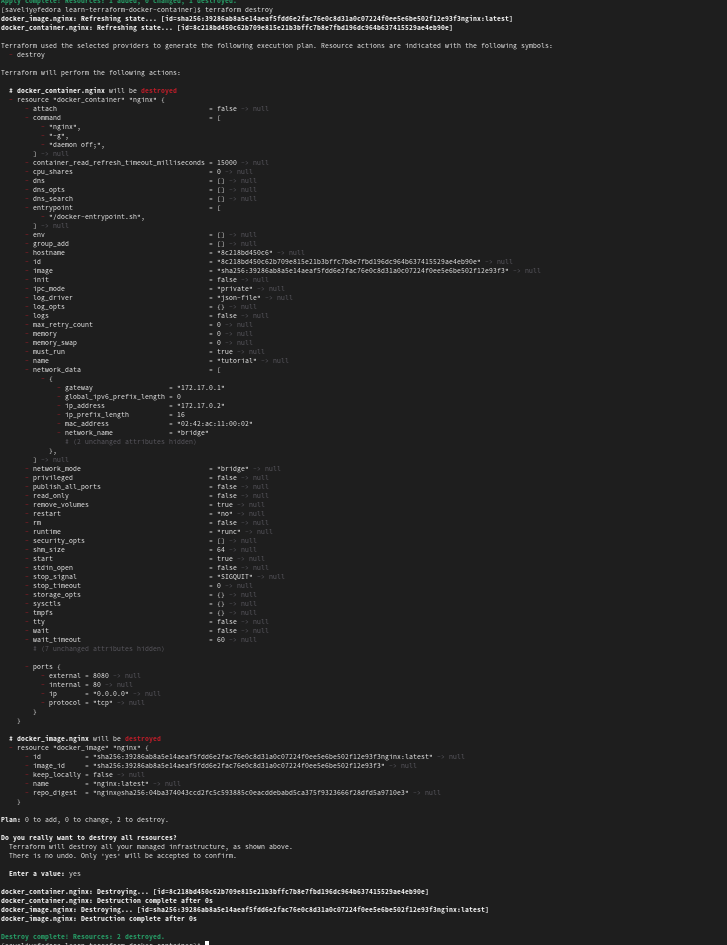 Apply complete! Resources: 1 added, 0 changed, 1 destroyed.
[saveliy@fedora learn-terraform-docker-container]$ terraform destroy
docker_image.nginx: Refreshing state... [id=sha256:39286ab8a5e14aeaf5fdd6e2fac76e0c8d31a0c07224f0ee5e6be502f12e93f3nginx:latest]
docker_container.nginx: Refreshing state... [id=8c218bd450c62b709e815e21b3bffc7b8e7fbd196dc964b637415529ae4eb90e]
Terraform used the selected providers to generate the following execution plan. Resource actions are indicated with the following symbols:
- destroy
Terraform will perform the following actions:
# docker_container.nginx will be destroyed
- resource "docker_container" "nginx" {
- attach = false -> null
- command = [
- "nginx",
- "-g",
- "daemon off;",
] -> null
- container_read_refresh_timeout_milliseconds = 15000 -> null
- cpu_shares = 0 -> null
- dns = [] -> null
- dns_opts = [] -> null
- dns_search = [] -> null
- entrypoint = [
- "/docker-entrypoint.sh",
] -> null
- env = [] -> null
- group_add = [] -> null
- hostname = "8c218bd450c6" -> null
- id = "8c218bd450c62b709e815e21b3bffc7b8e7fbd196dc964b637415529ae4eb90e" -> null
- image = "sha256:39286ab8a5e14aeaf5fdd6e2fac76e0c8d31a0c07224f0ee5e6be502f12e93f3" -> null
- init = false -> null
- ipc_mode = "private" -> null
- log_driver = "json-file" -> null
- log_opts = {} -> null
- logs = false -> null
- max_retry_count = 0 -> null
- memory = 0 -> null
- memory_swap = 0 -> null
- must_run = true -> null
- name = "tutorial" -> null
- network_data = [
- {
- gateway = "172.17.0.1"
- global_ipv6_prefix_length = 0
- ip_address = "172.17.0.2"
- ip_prefix_length = 16
- mac_address = "02:42:ac:11:00:02"
- network_name = "bridge"
# (2 unchanged attributes hidden)
},
] -> null
- network_mode = "bridge" -> null
- privileged = false -> null
- publish_all_ports = false -> null
- read_only = false -> null
- remove_volumes = true -> null
- restart = "no" -> null
- rm = false -> null
- runtime = "runc" -> null
- security_opts = [] -> null
- shm_size = 64 -> null
- start = true -> null
- stdin_open = false -> null
- stop_signal = "SIGQUIT" -> null
- stop_timeout = 0 -> null
- storage_opts = {} -> null
- sysctls = {} -> null
- tmpfs = {} -> null
- tty = false -> null
- wait = false -> null
- wait_timeout = 60 -> null
# (7 unchanged attributes hidden)
- ports {
- external = 8080 -> null
- internal = 80 -> null
- ip = "0.0.0.0" -> null
- protocol = "tcp" -> null
}
}
# docker_image.nginx will be destroyed
- resource "docker_image" "nginx" {
- id = "sha256:39286ab8a5e14aeaf5fdd6e2fac76e0c8d31a0c07224f0ee5e6be502f12e93f3nginx:latest" -> null
- image_id = "sha256:39286ab8a5e14aeaf5fdd6e2fac76e0c8d31a0c07224f0ee5e6be502f12e93f3" -> null
- keep_locally = false -> null
- name = "nginx:latest" -> null
- repo_digest = "nginx@sha256:04ba374043ccd2fc5c593885c0eacddebabd5ca375f9323666f28dfd5a9710e3" -> null
}
Plan: 0 to add, 0 to change, 2 to destroy.
Do you really want to destroy all resources?
Terraform will destroy all your managed infrastructure, as shown above.
There is no undo. Only 'yes' will be accepted to confirm.
Enter a value: yes
docker_container.nginx: Destroying... [id=8c218bd450c62b709e815e21b3bffc7b8e7fbd196dc964b637415529ae4eb90e]
docker_container.nginx: Destruction complete after 0s
docker_image.nginx: Destroying... [id=sha256:39286ab8a5e14aeaf5fdd6e2fac76e0c8d31a0c07224f0ee5e6be502f12e93f3nginx:latest]
docker_image.nginx: Destruction complete after 0s
Destroy complete! Resources: 2 destroyed.